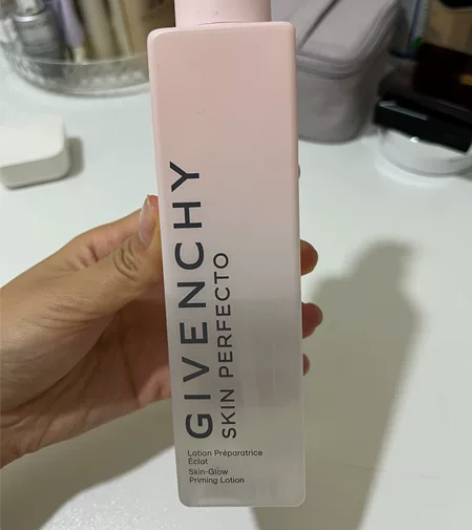 GIVENCHY
SKIN PERFECTO
Lotion Préparatrice
Éclat
Skin-Glow
Priming Lotion